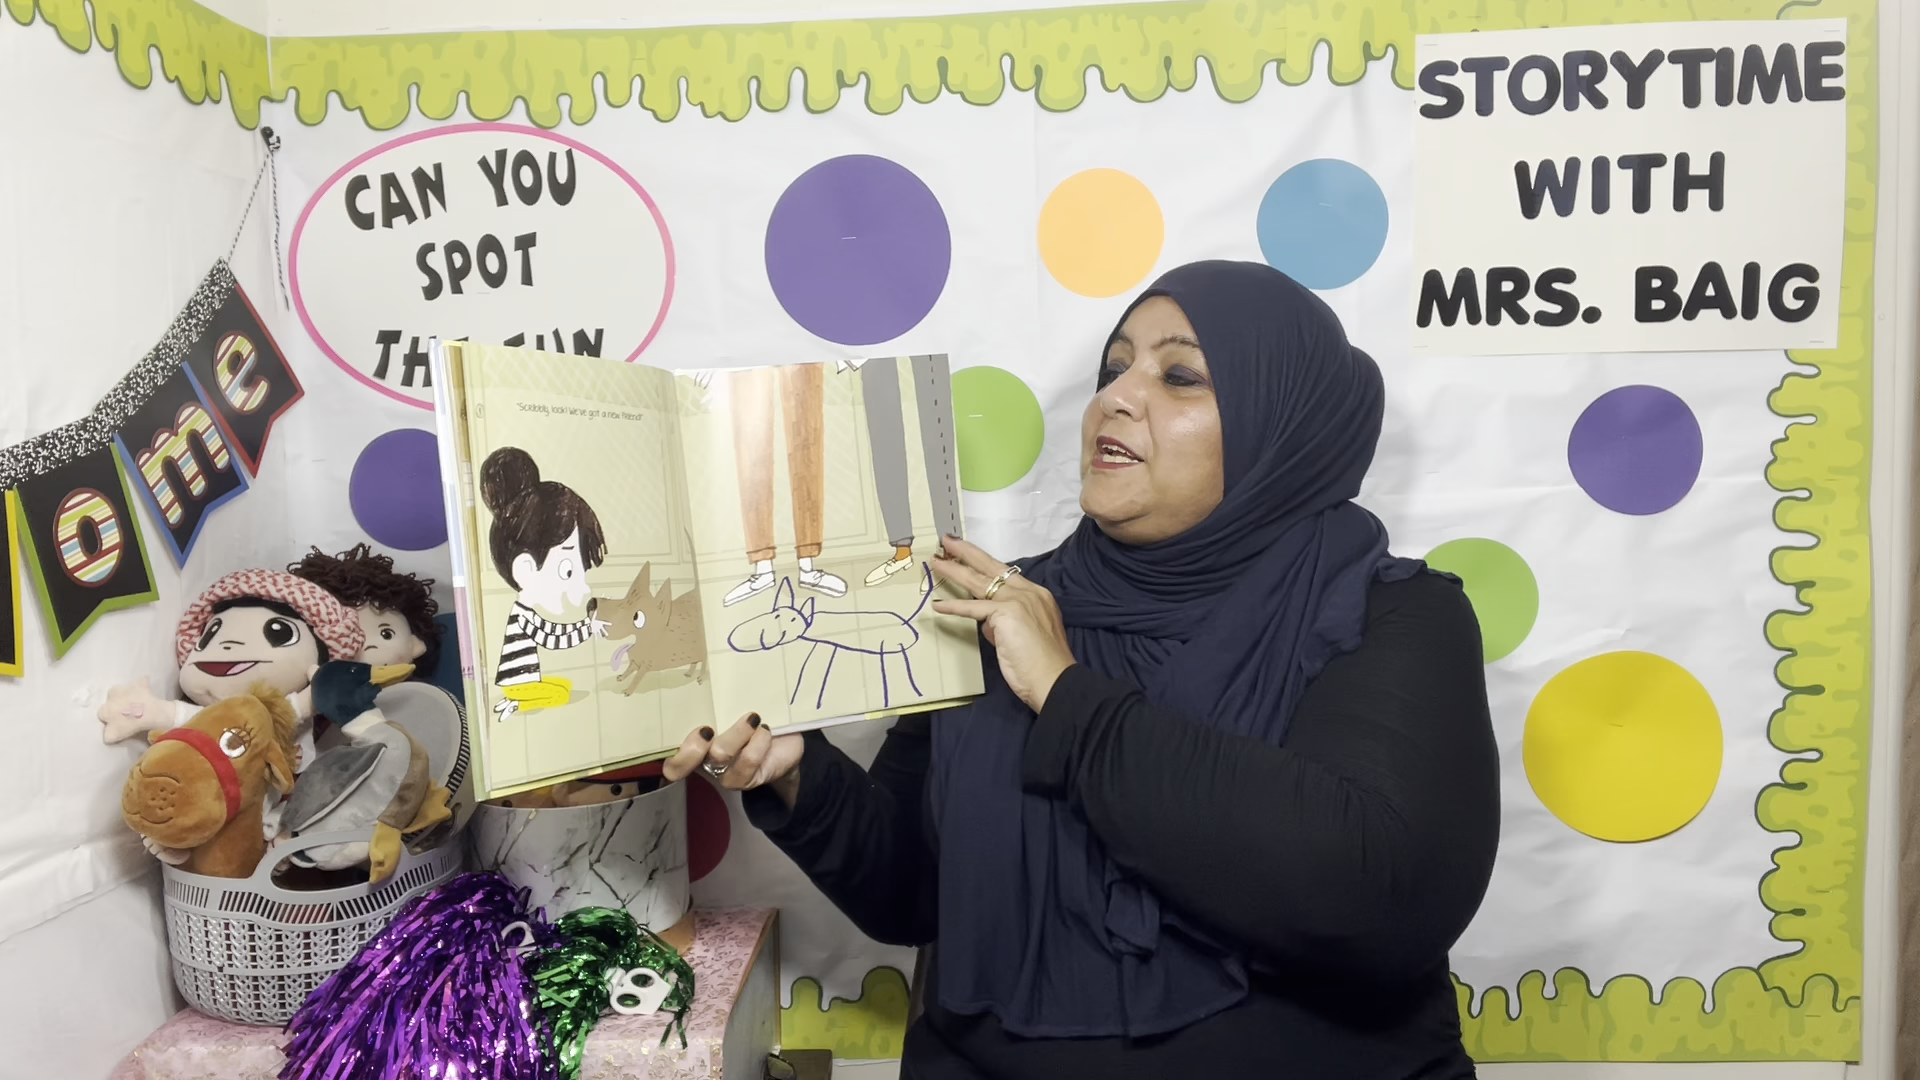 STORYTIME
WITH
MRS. BAIG
CAN YOU
SPOT
ome
"Scribbly, look! We've got a new friend!"